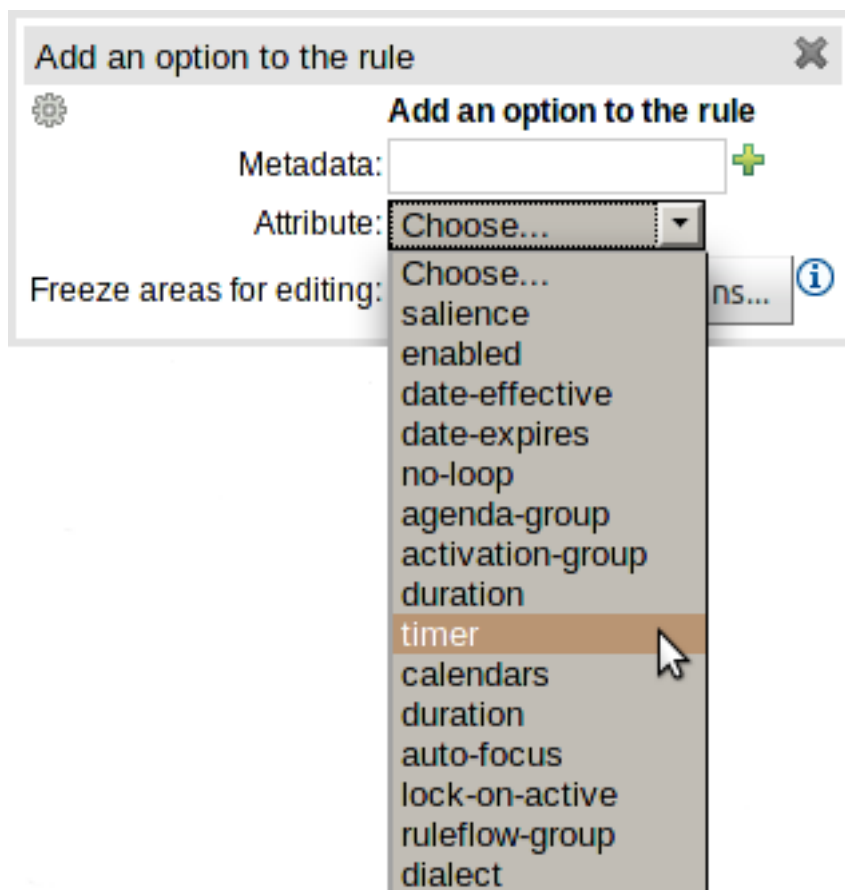 Add an option to the rule
Add an option to the rule
Metadata:
Attribute: Choose...
Freeze areas for editing: ns...
Choose...
salience
enabled
date-effective
date-expires
no-loop
agenda-group
activation-group
duration
timer
calendars
duration
auto-focus
lock-on-active
ruleflow-group
dialect